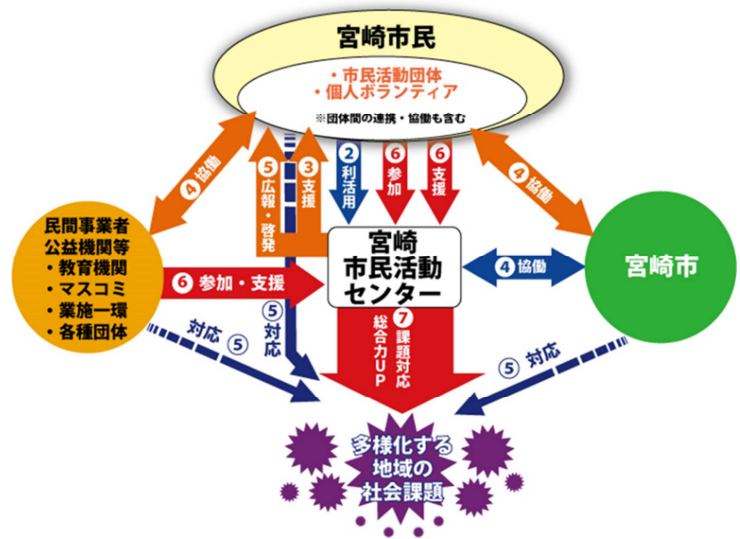 宮崎市民
・市民活動団体
・個人ボランティア
※団体間の連携・協働も含む
④協働
⑤広報・啓発
③支援
②利活用
⑥参加
⑥支援
④協働
民間事業者
公益機関等
・教育機関
・マスコミ
・業施一環
・各種団体
⑥参加・支援
宮崎
市民活動
センター
④協働
宮崎市
対応⑤
⑤対応
⑦課題対応
総合力UP
⑤対応
多様化する
地域の
社会課題